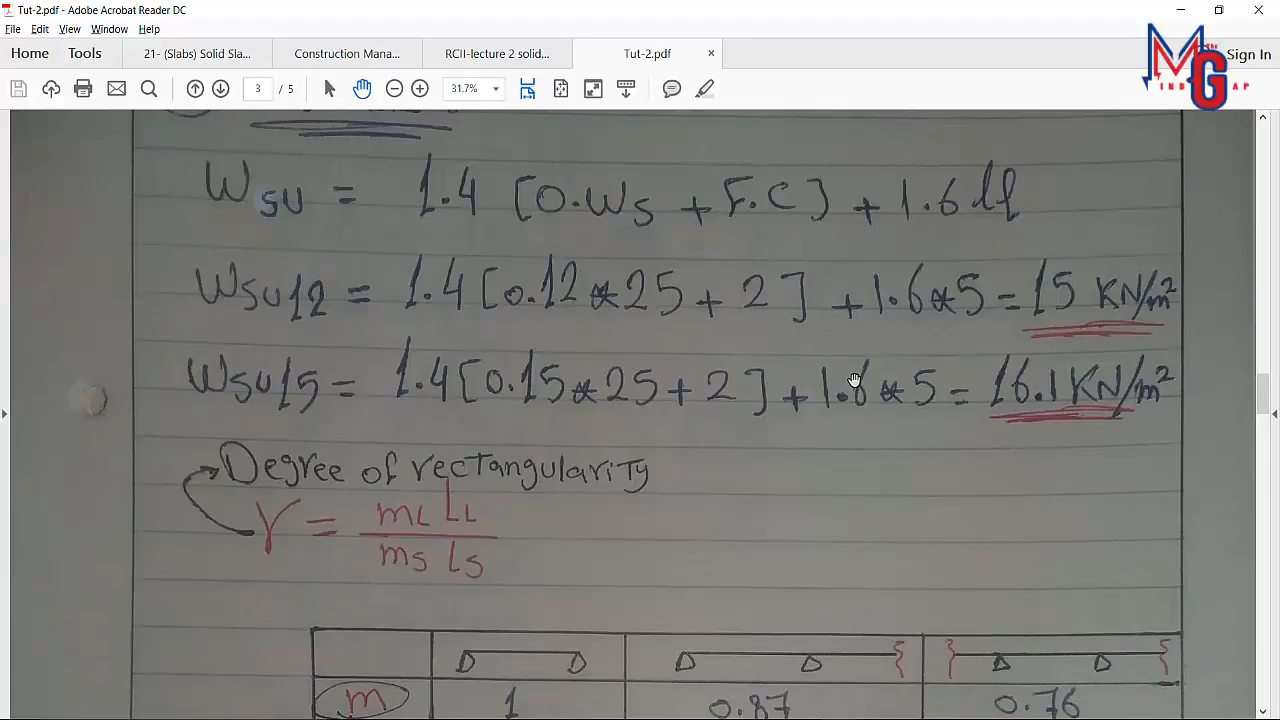 Tut-2.pdf - Adobe Acrobat Reader DC
File Edit View Window Help
Home Tools 21- (Slabs) Solid Sla... Construction Mana... RCII-lecture 2 solid... Tut-2.pdf × Sign In
M The G
IND GAP
3 / 5 31.7%
Wsu = 1.4 [O.Ws + F.C] + 1.6 LL
Wsu12 = 1.4 [0.12*25 + 2] + 1.6*5 = 15 KN/m²
Wsu15 = 1.4 [0.15*25 + 2] + 1.6*5 = 16.1 KN/m²
Degree of rectangularity
r = mL LL / ms Ls
m 1 0.87 0.76